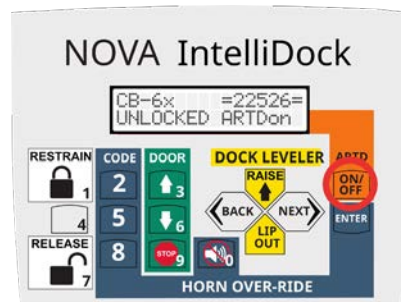 NOVA IntelliDock
CB-6x =22526=
UNLOCKED ARTDon
RESTRAIN CODE DOOR DOCK LEVELER ARTD
1 2 3 RAISE ON/OFF
4 5 6 BACK NEXT ENTER
LIP OUT
RELEASE
7 8 STOP 9 0
HORN OVER-RIDE